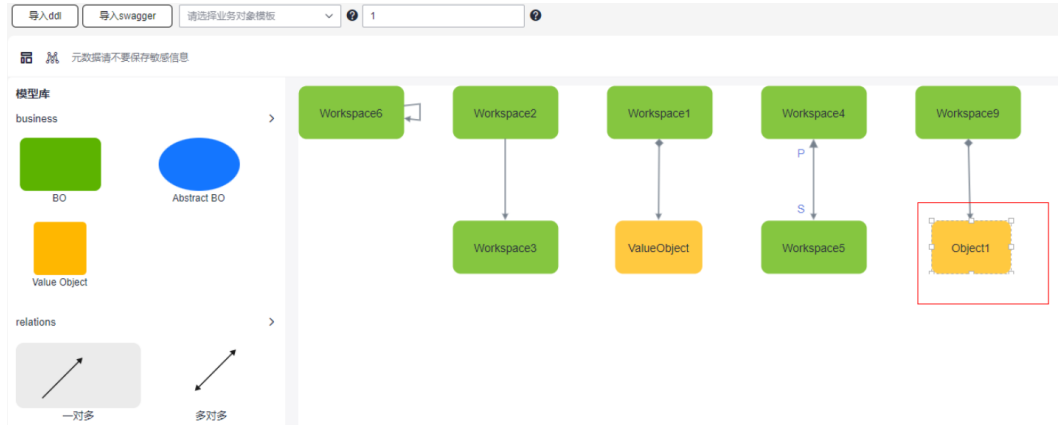 导入ddl 导入swagger 请选择业务对象模板 1
元数据请不要保存敏感信息
模型库
business
BO Abstract BO
Value Object
relations
一对多 多对多
Workspace6 Workspace2 Workspace1 Workspace4 Workspace9
P
S
Workspace3 ValueObject Workspace5 Object1